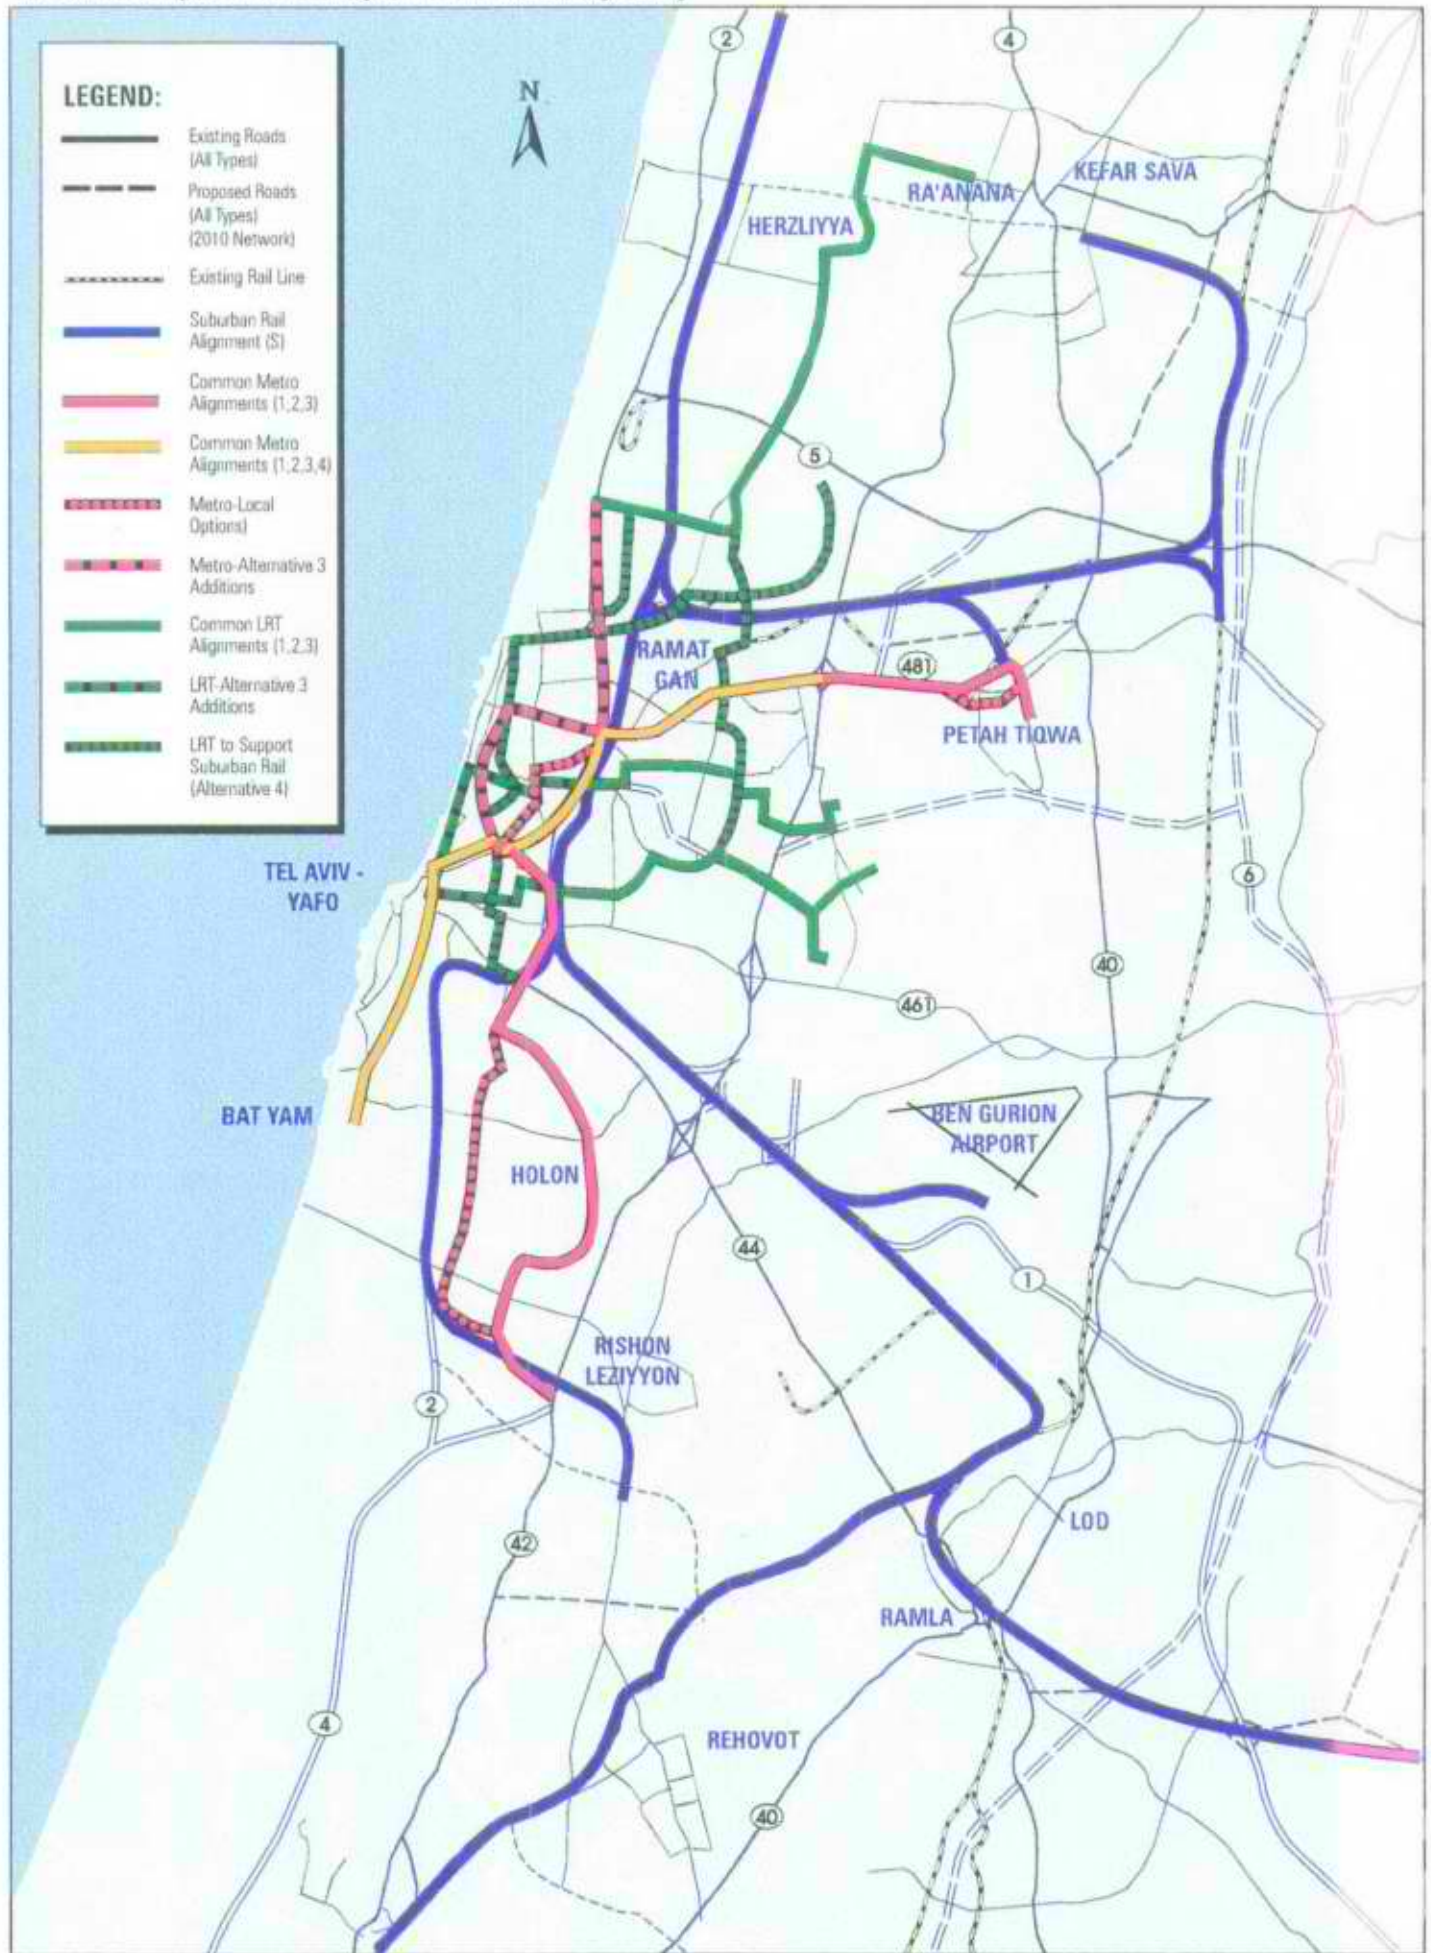 LEGEND:
Existing Roads
(All Types)
Proposed Roads
(All Types)
(2010 Network)
Existing Rail Line
Suburban Rail
Alignment (S)
Common Metro
Alignments (1,2,3)
Common Metro
Alignments (1,2,3,4)
Metro-Local
Options)
Metro-Alternative 3
Additions
Common LRT
Alignments (1,2,3)
LRT-Alternative 3
Additions
LRT to Support
Suburban Rail
(Alternative 4)
N
2
4
KEFAR SAVA
RA'ANANA
HERZLIYYA
5
RAMAT
GAN
481
PETAH TIQWA
TEL AVIV -
YAFO
6
40
461
BAT YAM
BEN GURION
AIRPORT
HOLON
44
1
RISHON
LEZIYYON
2
42
LOD
RAMLA
4
REHOVOT
40